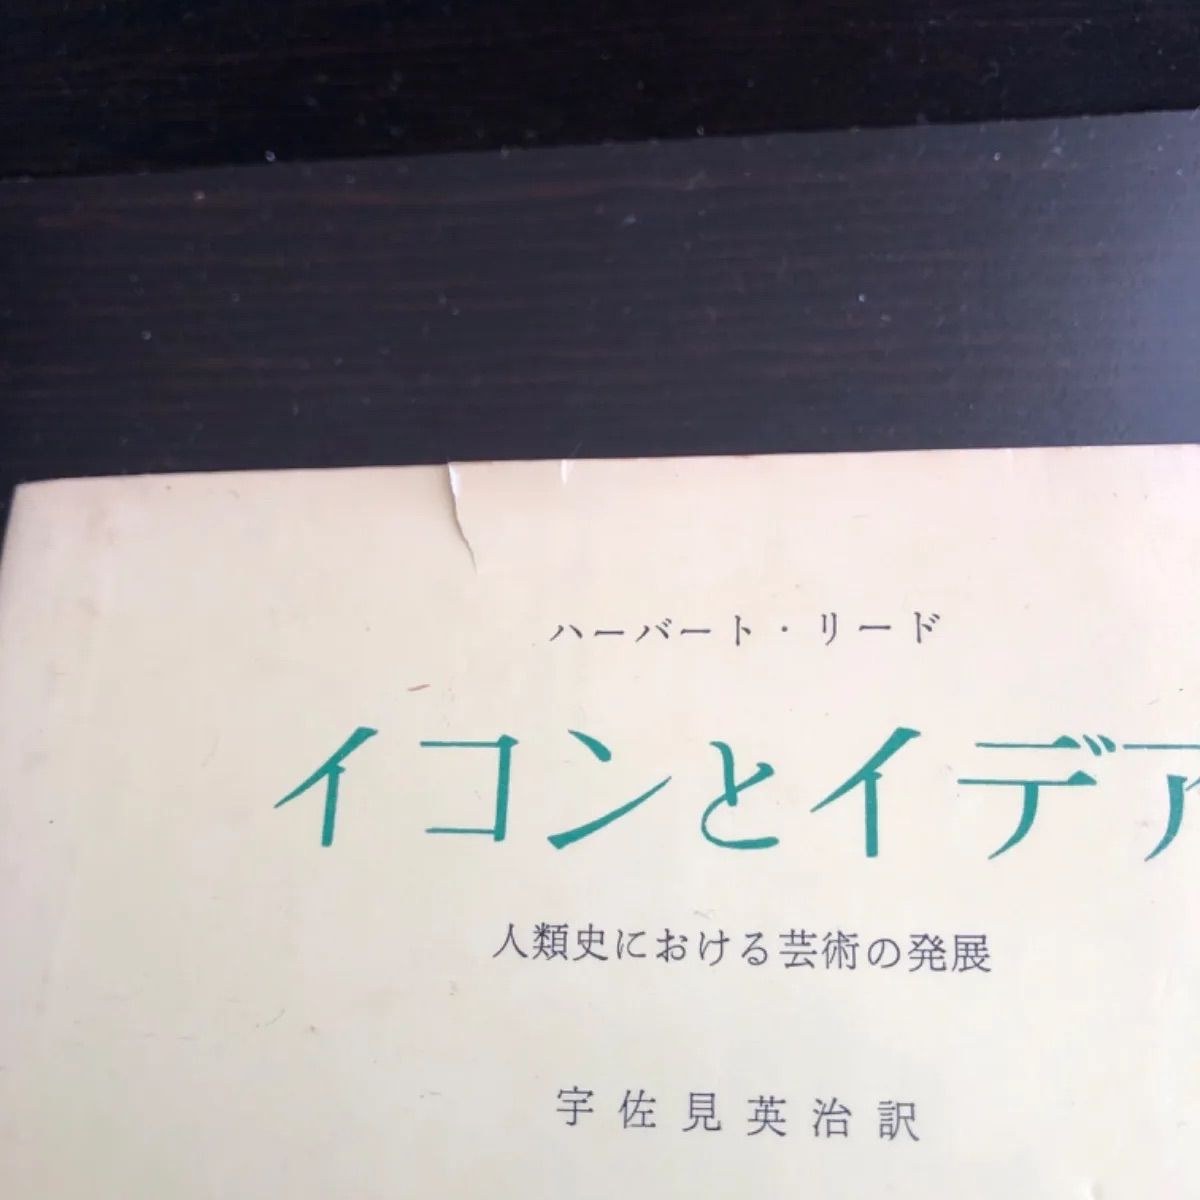 ハーバート・リード
イコンとイデア
人類史における芸術の発展
宇佐見英治訳